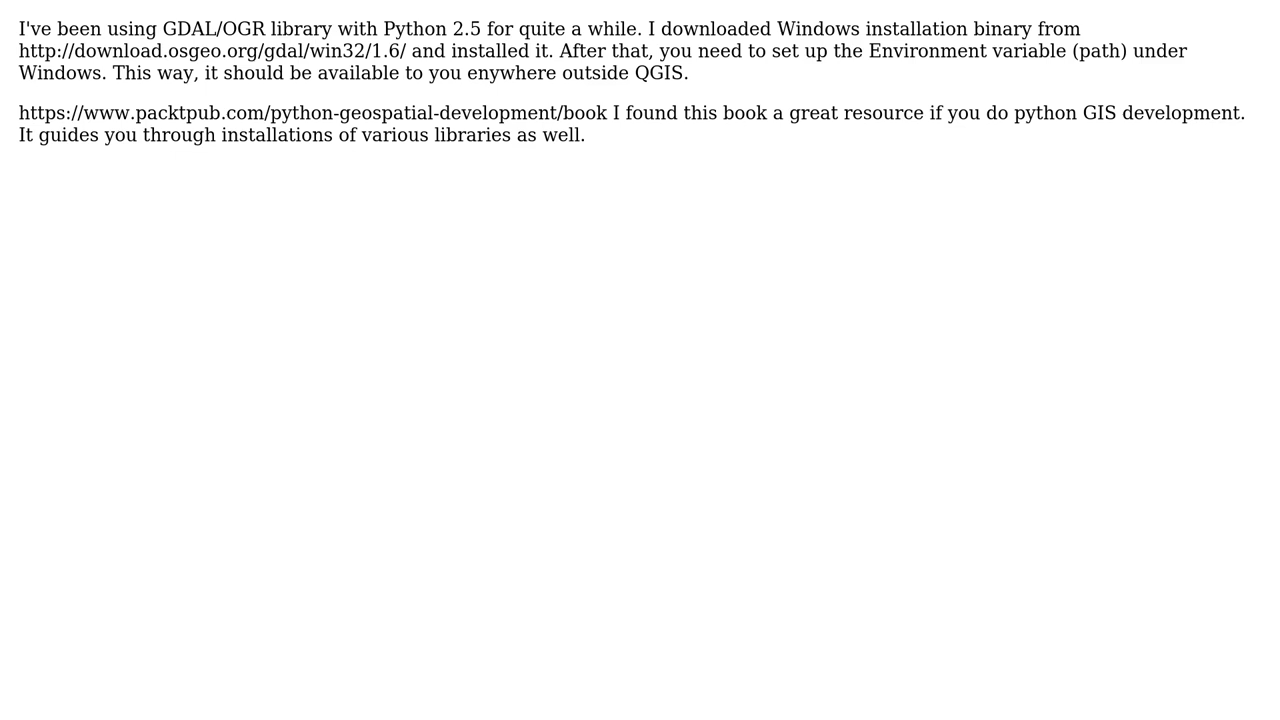 I've been using GDAL/OGR library with Python 2.5 for quite a while. I downloaded Windows installation binary from
http://download.osgeo.org/gdal/win32/1.6/ and installed it. After that, you need to set up the Environment variable (path) under
Windows. This way, it should be available to you enywhere outside QGIS.
https://www.packtpub.com/python-geospatial-development/book I found this book a great resource if you do python GIS development.
It guides you through installations of various libraries as well.